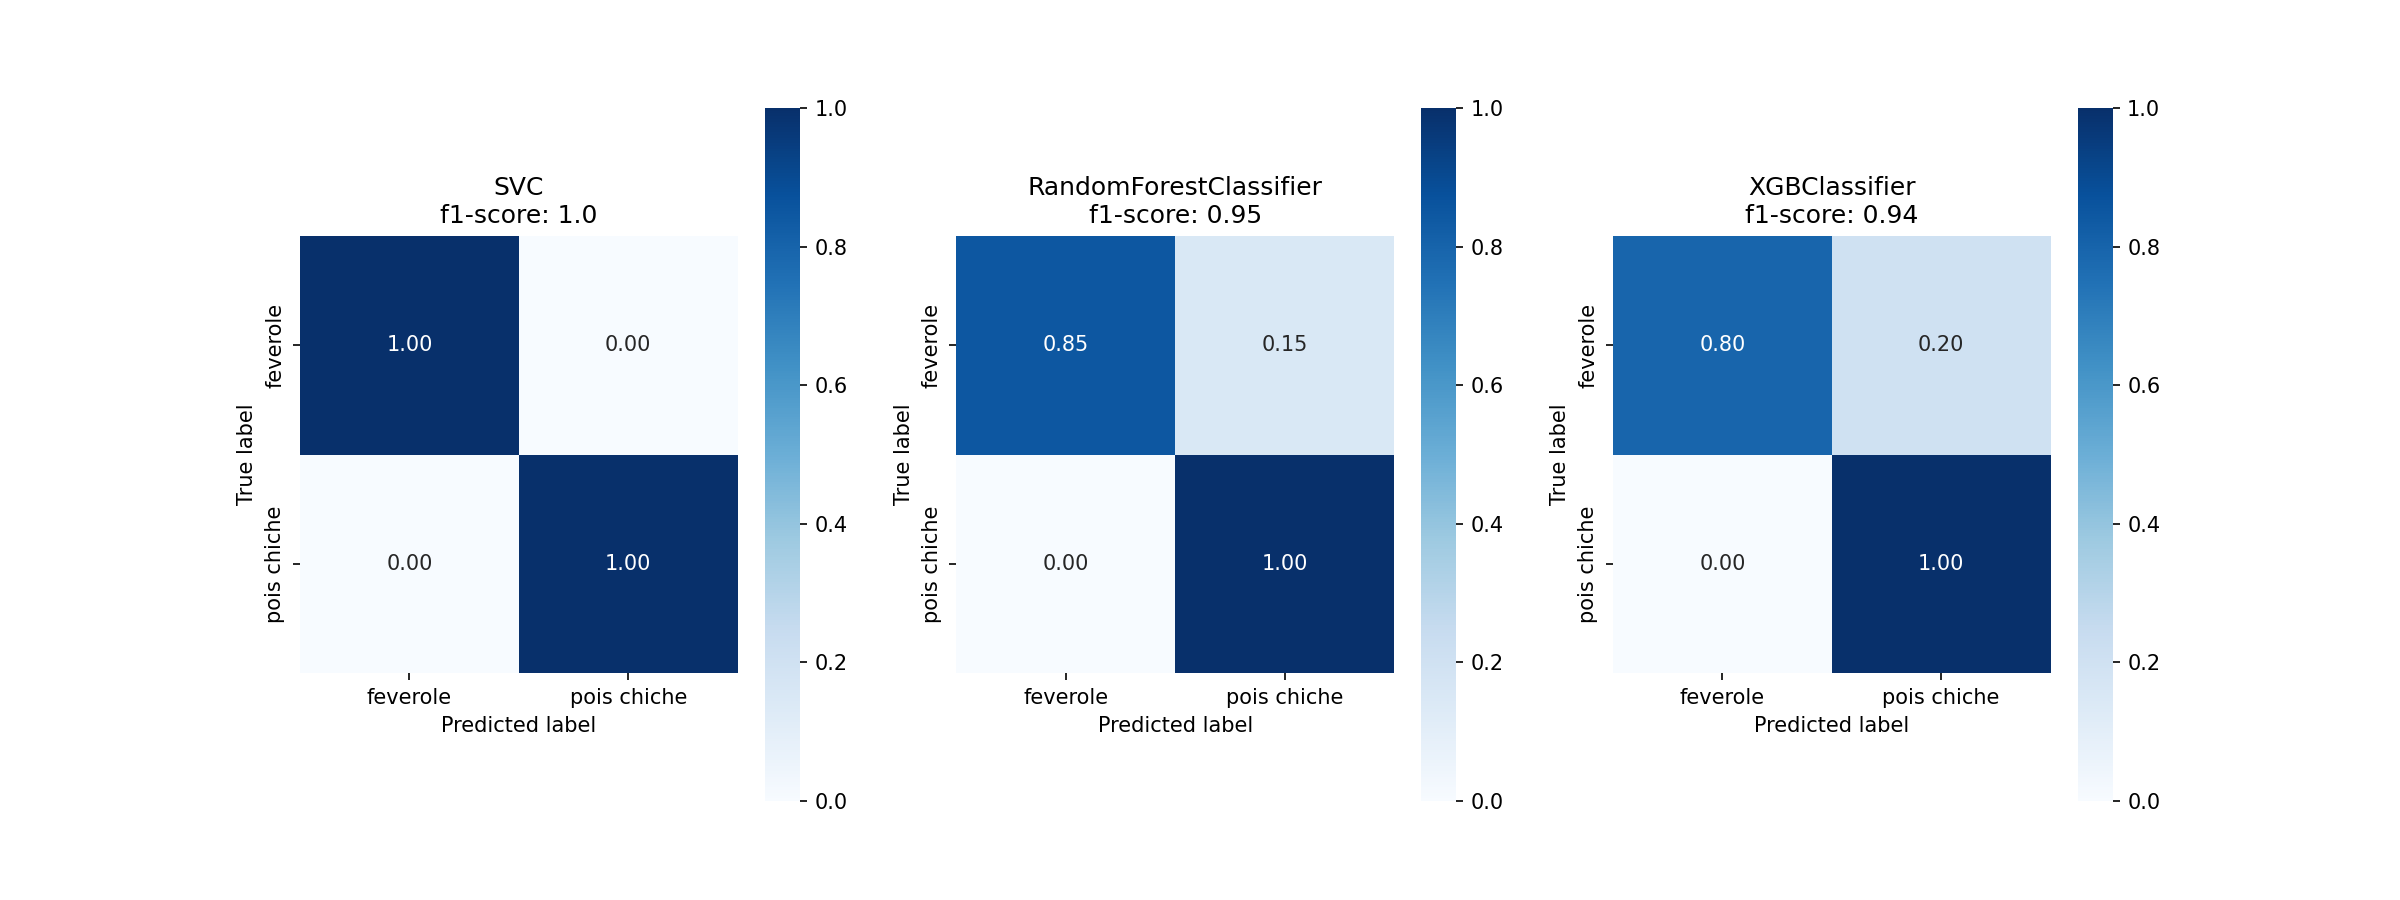 SVC
f1-score: 1.0
True label
feverole
pois chiche
1.00
0.00
0.00
1.00
feverole
pois chiche
Predicted label
1.0
0.8
0.6
0.4
0.2
0.0
RandomForestClassifier
f1-score: 0.95
True label
feverole
pois chiche
0.85
0.15
0.00
1.00
feverole
pois chiche
Predicted label
1.0
0.8
0.6
0.4
0.2
0.0
XGBClassifier
f1-score: 0.94
True label
feverole
pois chiche
0.80
0.20
0.00
1.00
feverole
pois chiche
Predicted label
1.0
0.8
0.6
0.4
0.2
0.0